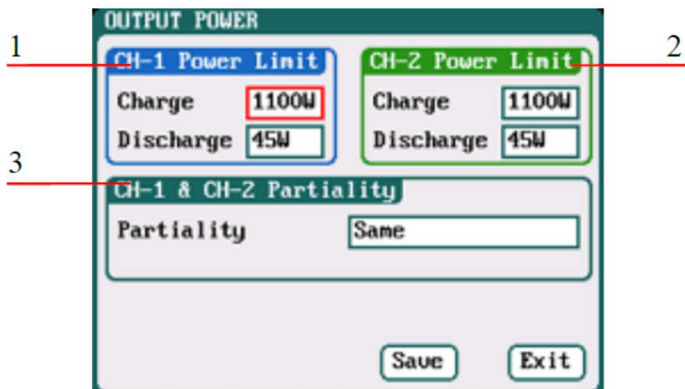 OUTPUT POWER
1
CH-1 Power Limit
CH-2 Power Limit
2
Charge 1100W
Charge 1100W
Discharge 45W
Discharge 45W
3
CH-1 & CH-2 Partiality
Partiality Same
Save Exit